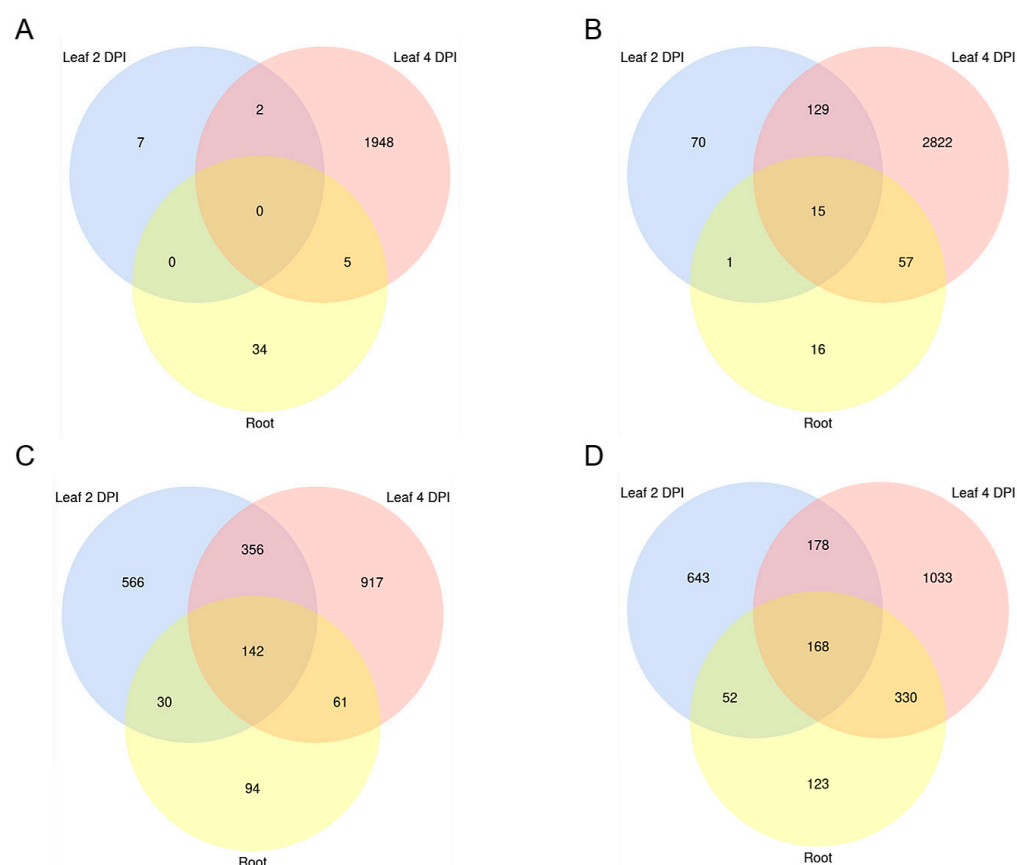 A
B
Leaf 2 DPI
Leaf 4 DPI
Leaf 2 DPI
Leaf 4 DPI
2
129
7
1948
70
2822
0
15
0
5
1
57
34
16
Root
Root
C
D
Leaf 2 DPI
Leaf 4 DPI
Leaf 2 DPI
Leaf 4 DPI
356
178
566
917
643
1033
142
168
30
61
52
330
94
123
Root
Root